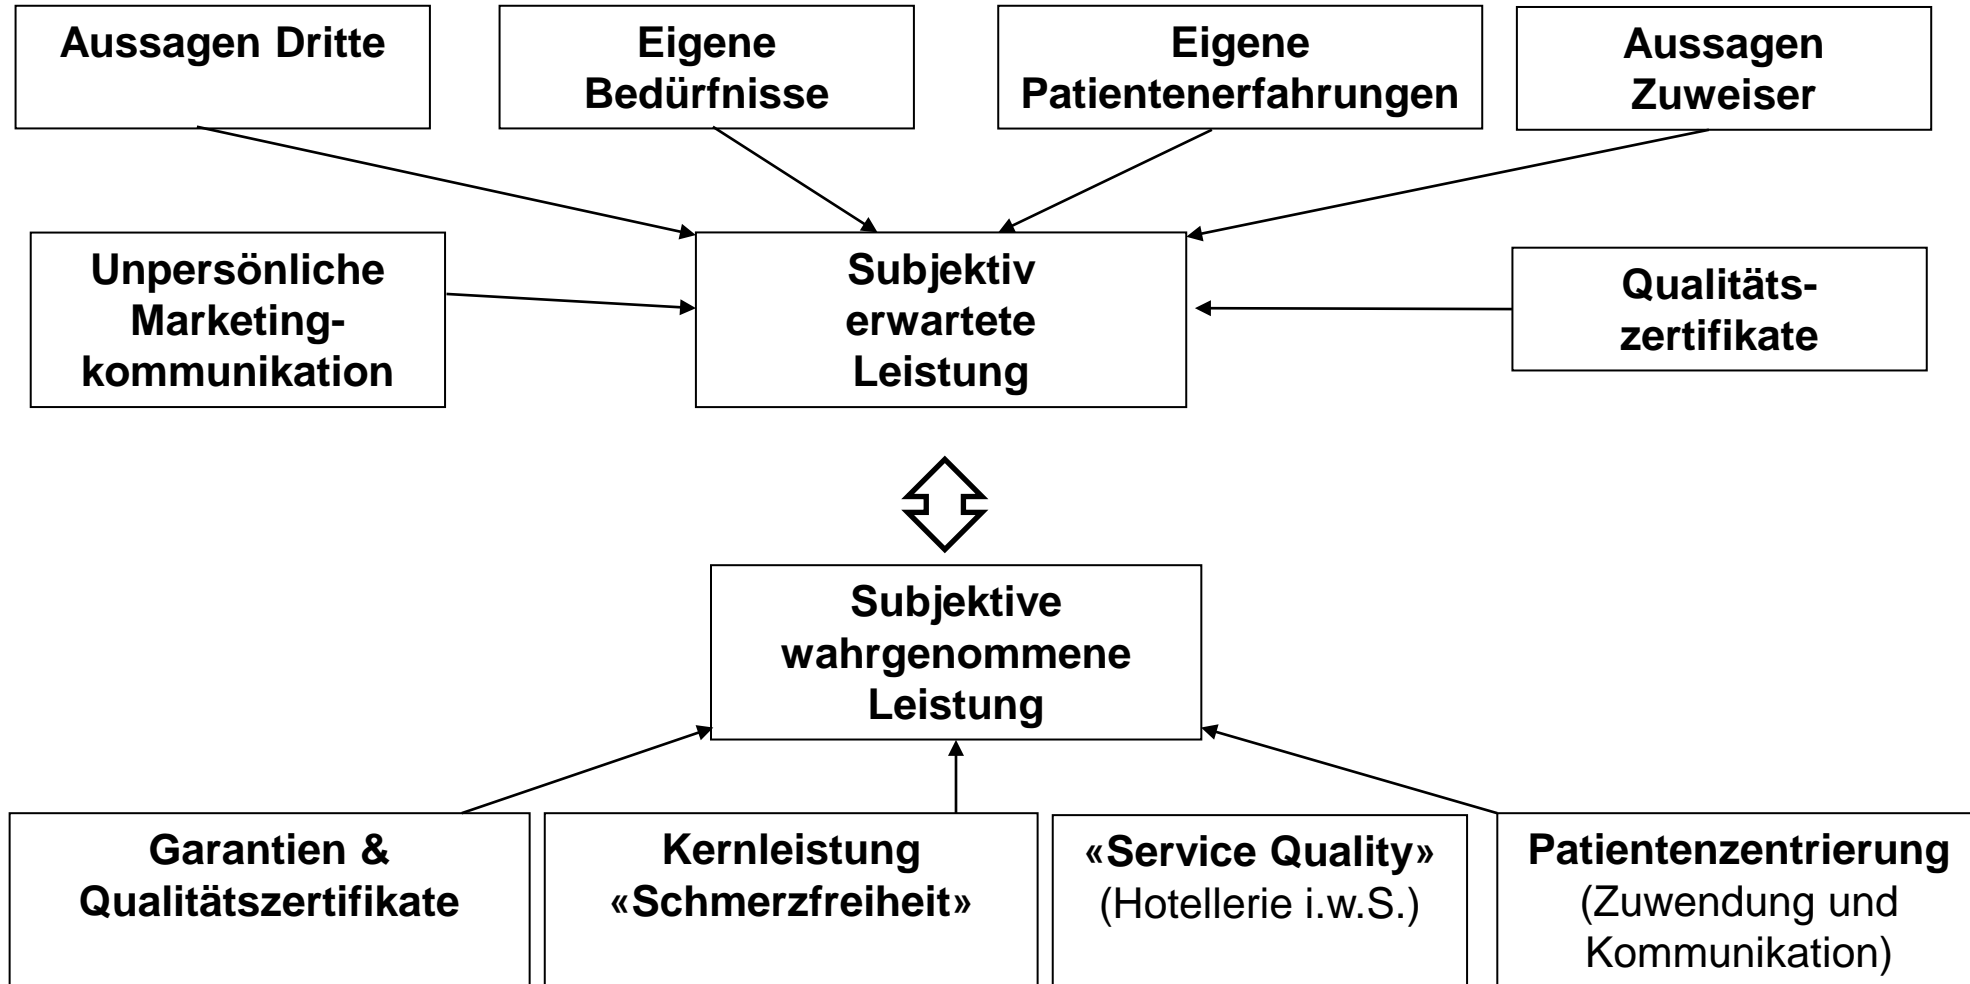 Aussagen Dritte
Eigene
Bedürfnisse
Eigene
Patientenerfahrungen
Aussagen
Zuweiser
Unpersönliche
Marketing-
kommunikation
Subjektiv
erwartete
Leistung
Qualitäts-
zertifikate
Subjektive
wahrgenommene
Leistung
Garantien &
Qualitätszertifikate
Kernleistung
«Schmerzfreiheit»
«Service Quality»
(Hotellerie i.w.S.)
Patientenzentrierung
(Zuwendung und
Kommunikation)